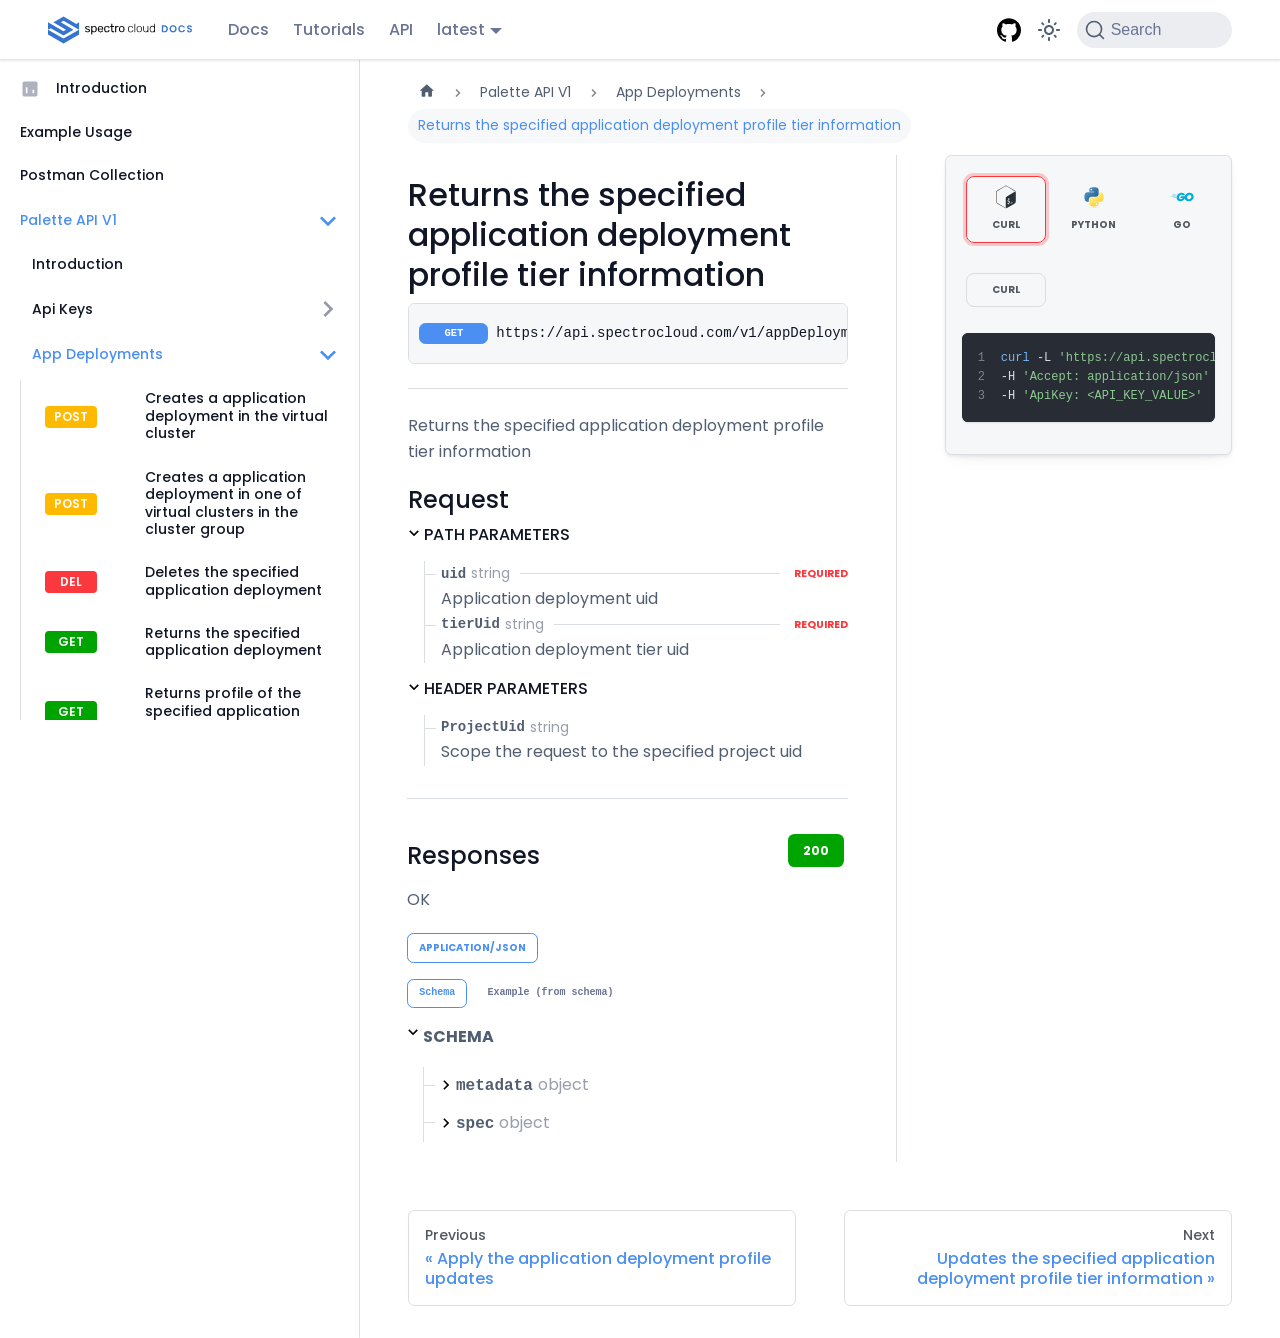 spectro cloud DOCS
Docs
Tutorials
API
latest
Search
Introduction
Example Usage
Postman Collection
Palette API V1
Introduction
Api Keys
App Deployments
POST
Creates a application
deployment in the virtual
cluster
POST
Creates a application
deployment in one of
virtual clusters in the
cluster group
DEL
Deletes the specified
application deployment
GET
Returns the specified
application deployment
GET
Returns profile of the
specified application
Palette API V1
App Deployments
Returns the specified application deployment profile tier information
Returns the specified
application deployment
profile tier information
GET https://api.spectrocloud.com/v1/appDeploym
Returns the specified application deployment profile
tier information
Request
PATH PARAMETERS
uid string REQUIRED
Application deployment uid
tierUid string REQUIRED
Application deployment tier uid
HEADER PARAMETERS
ProjectUid string
Scope the request to the specified project uid
Responses
200
OK
APPLICATION/JSON
Schema
Example (from schema)
SCHEMA
metadata object
spec object
CURL
PYTHON
GO
CURL
1 curl -L 'https://api.spectrocl
2 -H 'Accept: application/json'
3 -H 'ApiKey: <API_KEY_VALUE>'
Previous
« Apply the application deployment profile
updates
Next
Updates the specified application
deployment profile tier information »